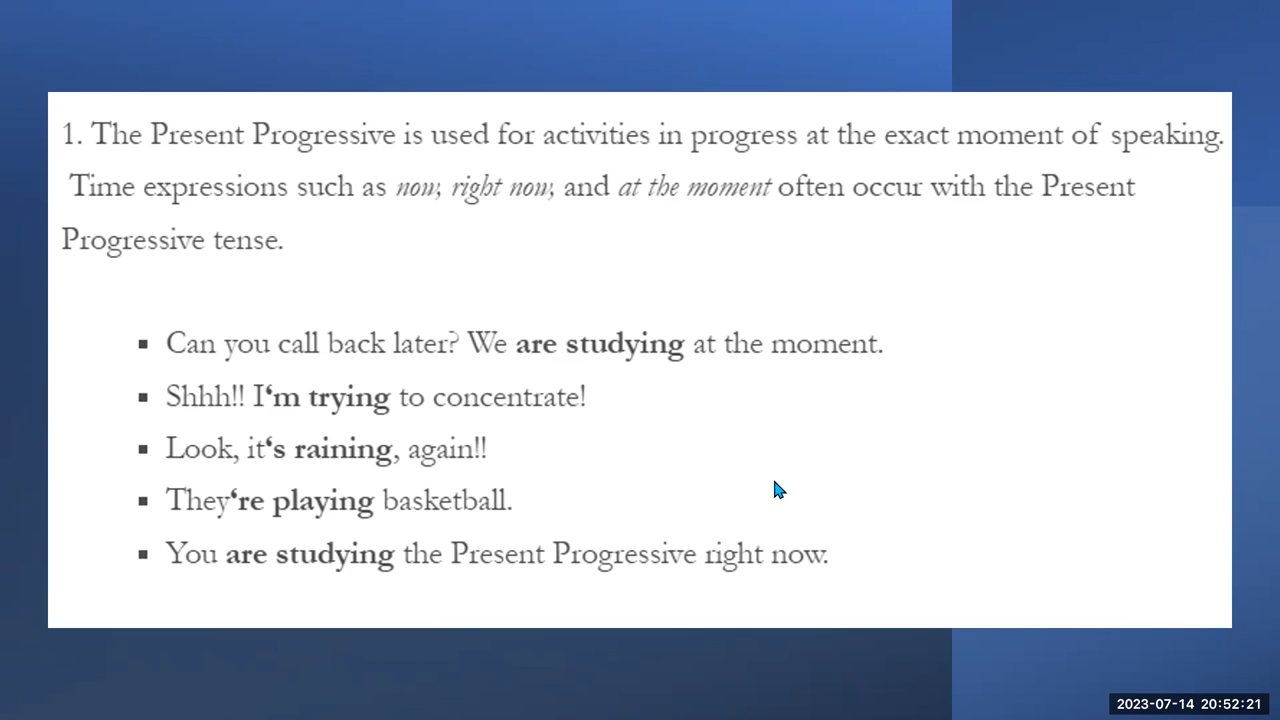 1. The Present Progressive is used for activities in progress at the exact moment of speaking.
Time expressions such as now, right now, and at the moment often occur with the Present
Progressive tense.
▪ Can you call back later? We are studying at the moment.
▪ Shhh!! I‘m trying to concentrate!
▪ Look, it‘s raining, again!!
▪ They‘re playing basketball.
▪ You are studying the Present Progressive right now.
2023-07-14 20:52:21